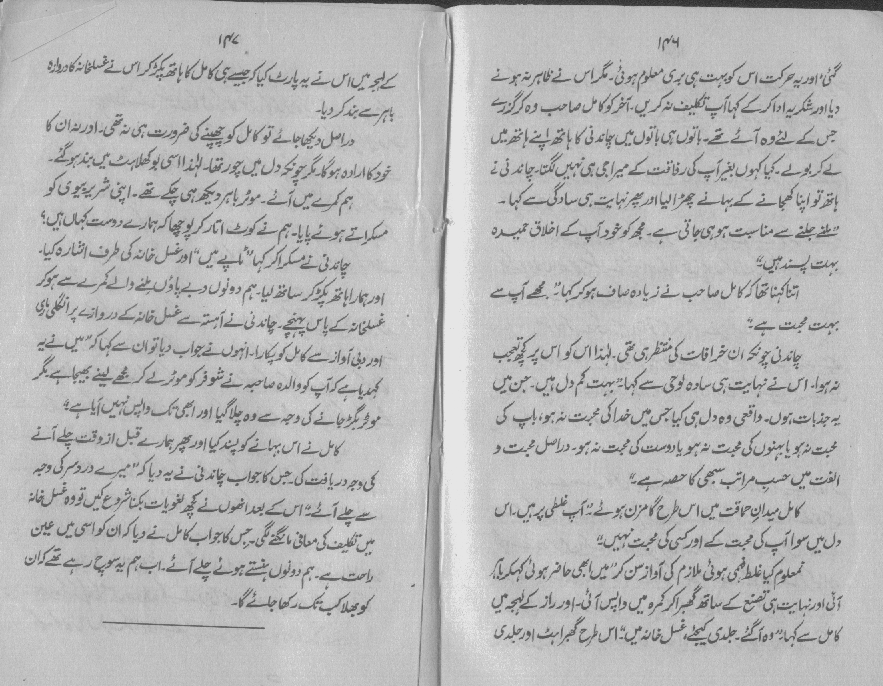 ۱۴۶
گئی، اور یہ حرکت اس کو بہت ہی بری معلوم ہوئی۔ مگر اس نے ظاہر نہ ہونے
دیا اور شکریہ ادا کر کے کہا آپ تکلیف نہ کریں۔ آخر کو کامل صاحب وہ کر گزرے
جس کے لئے وہ آئے تھے۔ باتوں ہی باتوں میں چاندنی کا ہاتھ اپنے ہاتھ میں
لے کر بولے۔ کیا کہوں بغیر آپ کی رفاقت کے میرا جی ہی نہیں لگتا۔ چاندنی نے
ہاتھ تو اپنا کھجانے کے بہانے چھڑا لیا اور پھر نہایت ہی سادگی سے کہا۔
"ملنے جلنے سے مناسبت ہو ہی جاتی ہے۔ مجھ کو خود آپ کے اخلاق حمیدہ
بہت پسند ہیں"
اتنا کہنا تھا کہ کامل صاحب نے زیادہ صاف ہو کر کہا "مجھے آپ سے
بہت محبت ہے"
چاندنی چونکہ ان خرافات کی منتظر ہی تھی۔ لہٰذا اس کو اس پر کچھ تعجب
نہ ہوا۔ اس نے نہایت ہی سادہ لوحی سے کہا "بہت کم دل ہیں۔ جن میں
یہ جذبات ہوں۔ واقعی وہ دل ہی کیا جس میں خدا کی محبت نہ ہو، باپ کی
محبت نہ ہو یا بہنوں کی محبت نہ ہو یا دوست کی محبت نہ ہو۔ دراصل محبت و
الفت میں حسبِ مراتب سبھی کا حصہ ہے۔"
کامل میدان حماقت میں اس طرح گامزن ہوئے "آپ غلطی پر ہیں۔ اس
دل میں سوا آپ کی محبت کے اور کسی کی محبت نہیں"
نہ معلوم کیا غلط فہمی ہوئی ملازم کی آواز سن کر "میں ابھی حاضر ہوئی" کہہ کر باہر
آئی اور نہایت ہی تصنع کے ساتھ گھبرا کر کمرہ میں واپس آئی۔ اور راز کے لہجہ میں
کامل سے کہا "وہ آ گئے۔ جلدی کیجئے، غسل خانہ میں" اس طرح گھبراہٹ اور جلدی
۱۴۷
کے لہجہ میں اس نے یہ پارٹ کیا کہ جیسے ہی کامل کا ہاتھ پکڑ کر اس نے غسلخانہ کا دروازہ
باہر سے بند کر دیا۔
دراصل دیکھا جائے تو کامل کو چھپنے کی ضرورت ہی نہ تھی۔ اور نہ ان کا
خود کا ارادہ ہوگا۔ مگر چونکہ دل میں چور تھا۔ لہٰذا اسی بوکھلاہٹ میں بند ہو گئے۔
ہم کمرے میں آئے۔ موٹر باہر دیکھ ہی چکے تھے۔ اپنی شریر بیوی کو
مسکراتے ہوئے پایا۔ ہم نے کوٹ اتار کر پوچھا کہ ہمارے دوست کہاں ہیں؟
چاندنی نے مسکرا کر کہا "ٹاپے میں" اور غسل خانہ کی طرف اشارہ کیا۔
اور ہمارا ہاتھ پکڑ کر ساتھ لیا۔ ہم دونوں دبے پاؤں ملنے والے کمرے سے ہو کر
غسلخانہ کے پاس پہنچے۔ چاندنی نے آہستہ سے غسل خانہ کے دروازے پر انگلی ماری
اور دبی آواز سے کامل کو پکارا۔ انہوں نے جواب دیا تو ان سے کہا کہ "میں نے یہ
کہدیا ہے کہ آپ کو والدہ صاحبہ نے شوفر کو موٹر لے کر مجھے لینے بھیجا ہے۔ مگر
موٹر بگڑ جانے کی وجہ سے وہ چلا گیا اور ابھی تک واپس نہیں آیا ہے"
کامل نے اس بہانے کو پسند کیا اور پھر ہمارے قبل از وقت چلے آنے
کی وجہ دریافت کی۔ جس کا جواب چاندنی نے یہ دیا کہ "میرے دردِ سر کی وجہ
سے چلے آئے" اس کے بعد انھوں نے کچھ لغویات بکنا شروع کیں تو وہ غسل خانہ
میں تکلیف کی معافی مانگنے لگی۔ جس کا جواب کامل نے دیا کہ ان کو اسی میں عین
راحت ہے۔ ہم دونوں ہنستے ہوئے چلے آئے۔ اب ہم یہ سوچ رہے تھے کہ ان
کو بھلا کب تک رکھا جائے گا۔